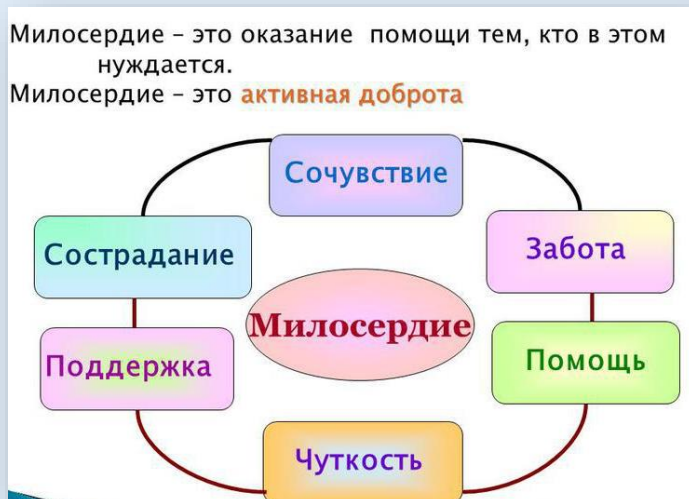 Милосердие – это оказание помощи тем, кто в этом
нуждается.
Милосердие – это активная доброта
Сочувствие
Сострадание
Забота
Милосердие
Поддержка
Помощь
Чуткость